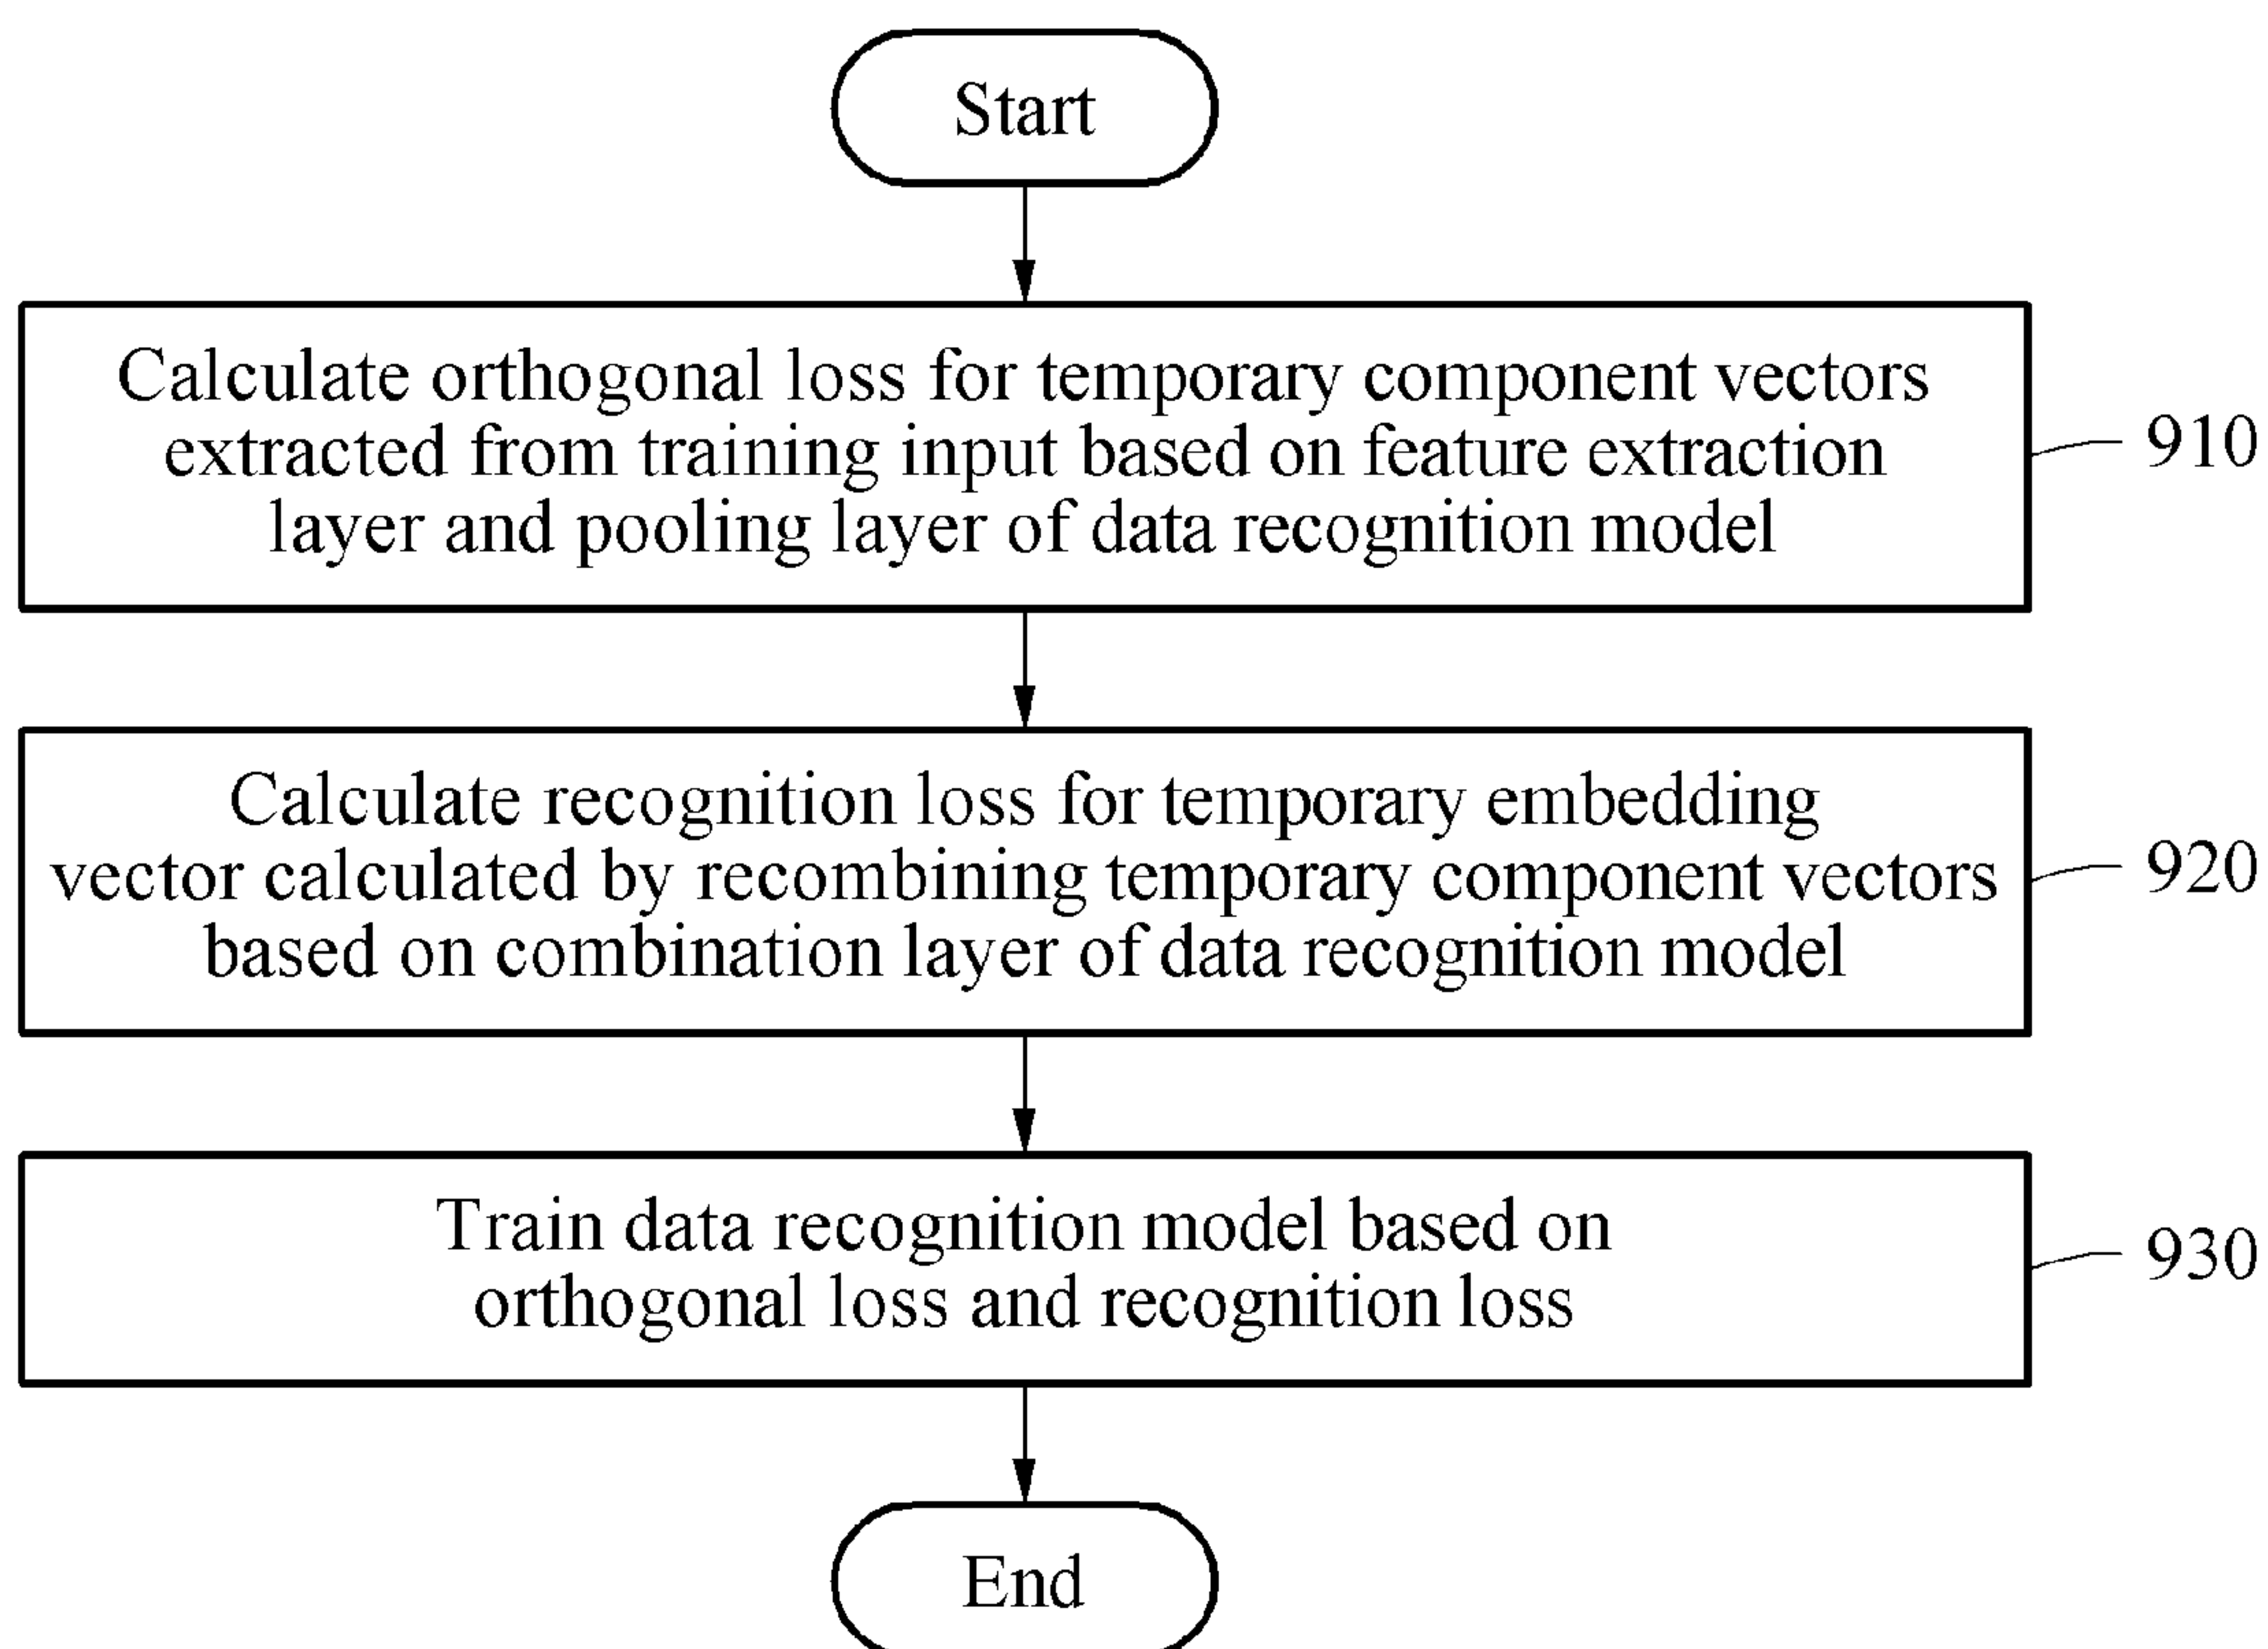 Start
Calculate orthogonal loss for temporary component vectors
extracted from training input based on feature extraction
layer and pooling layer of data recognition model
910
Calculate recognition loss for temporary embedding
vector calculated by recombining temporary component vectors
based on combination layer of data recognition model
920
Train data recognition model based on
orthogonal loss and recognition loss
930
End